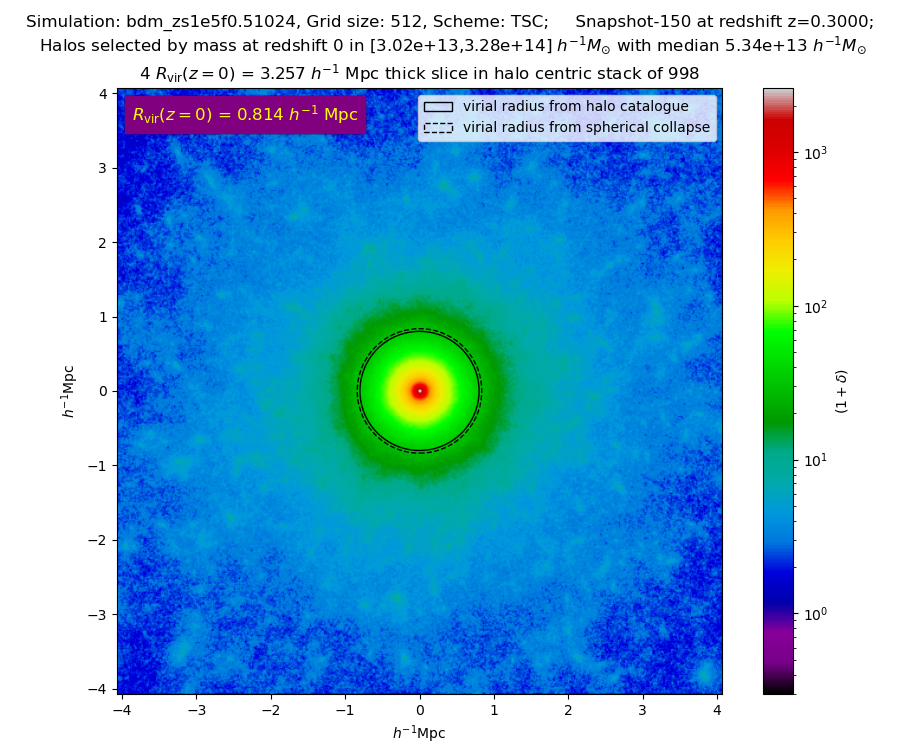 Simulation: bdm_zs1e5f0.51024, Grid size: 512, Scheme: TSC; Snapshot-150 at redshift z=0.3000;
Halos selected by mass at redshift 0 in [3.02e+13,3.28e+14] h⁻¹M⊙ with median 5.34e+13 h⁻¹M⊙
4 Rvir(z = 0) = 3.257 h⁻¹ Mpc thick slice in halo centric stack of 998
Rvir(z = 0) = 0.814 h⁻¹ Mpc
virial radius from halo catalogue
virial radius from spherical collapse
4
3
2
1
0
−1
−2
−3
−4
h⁻¹Mpc
−4 −3 −2 −1 0 1 2 3 4
h⁻¹Mpc
10³
10²
10¹
10⁰
(1 + δ)